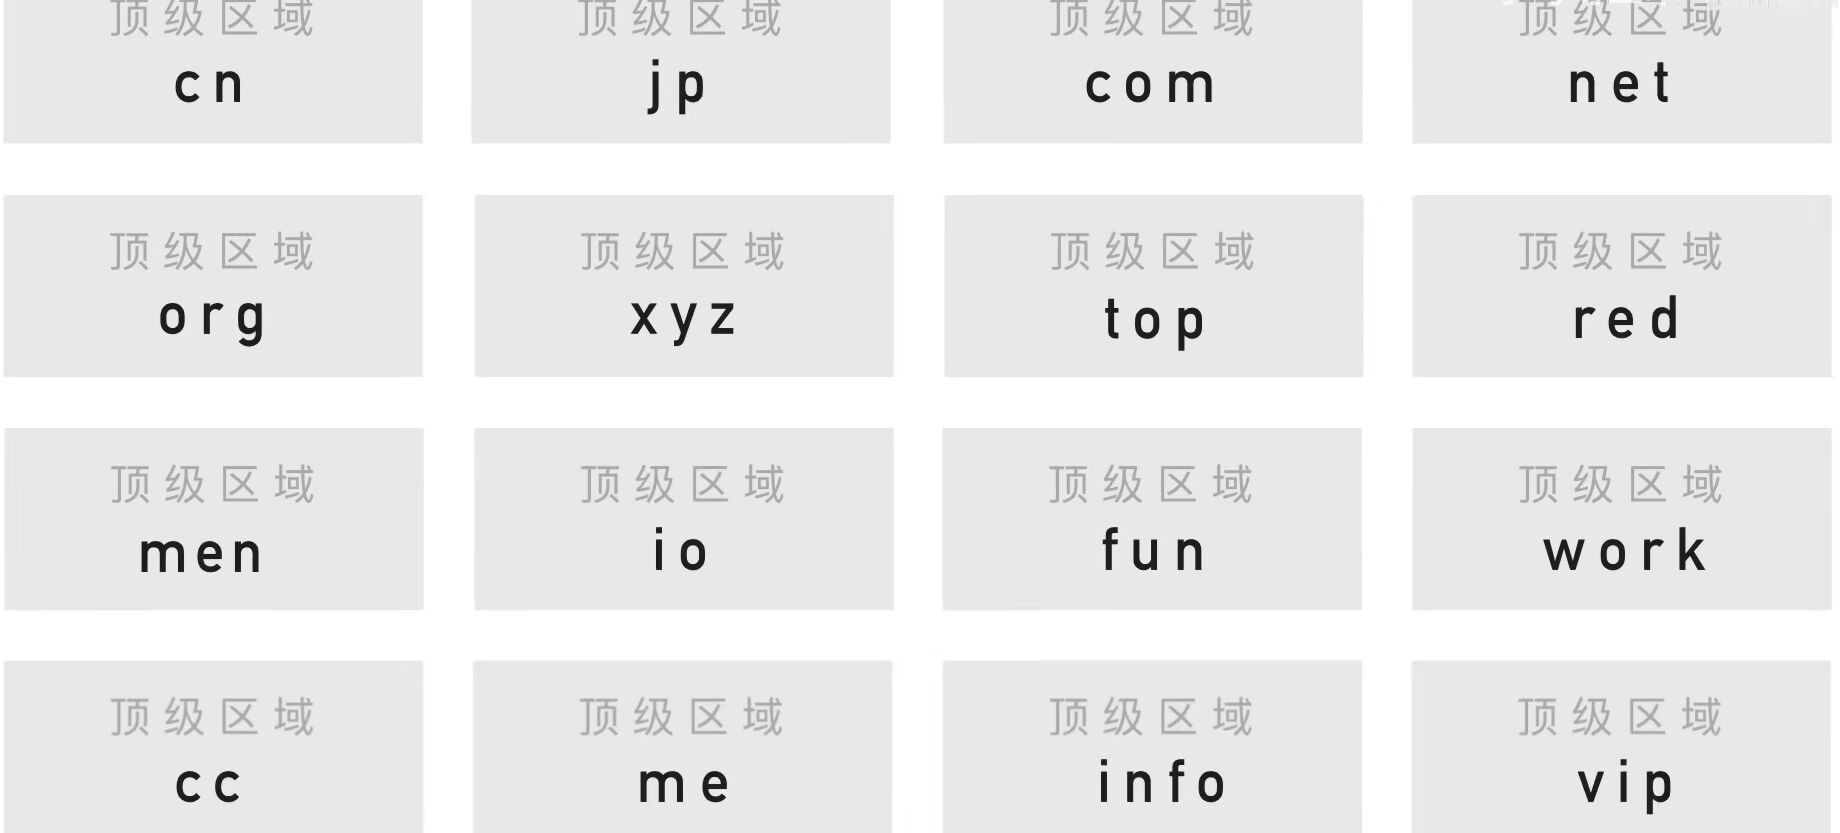 顶级区域
cn
顶级区域
jp
顶级区域
com
顶级区域
net
顶级区域
org
顶级区域
xyz
顶级区域
top
顶级区域
red
顶级区域
men
顶级区域
io
顶级区域
fun
顶级区域
work
顶级区域
cc
顶级区域
me
顶级区域
info
顶级区域
vip